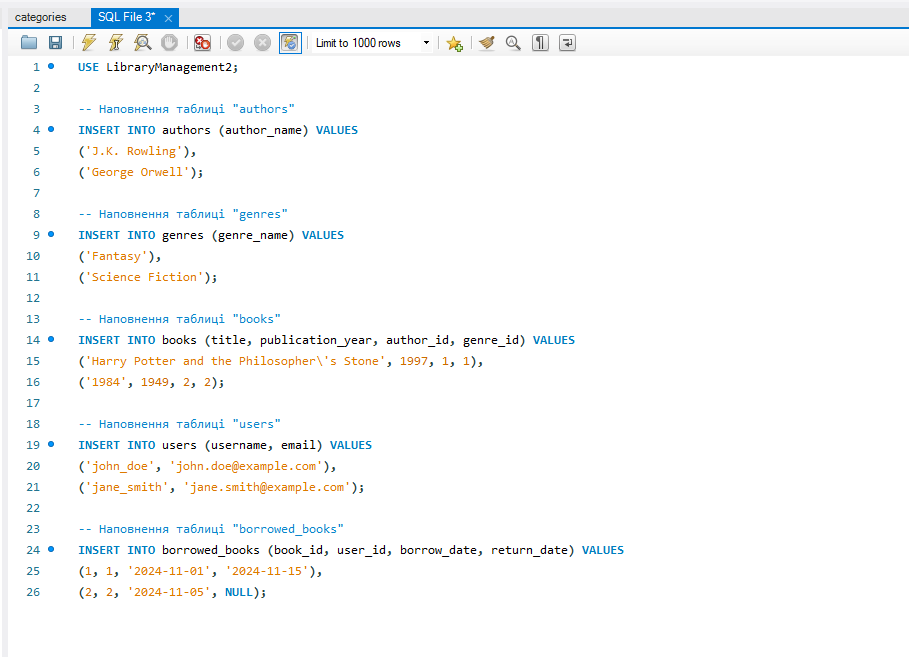 categories
SQL File 3*
Limit to 1000 rows
1 USE LibraryManagement2;
2
3 -- Наповнення таблиці "authors"
4 INSERT INTO authors (author_name) VALUES
5 ('J.K. Rowling'),
6 ('George Orwell');
7
8 -- Наповнення таблиці "genres"
9 INSERT INTO genres (genre_name) VALUES
10 ('Fantasy'),
11 ('Science Fiction');
12
13 -- Наповнення таблиці "books"
14 INSERT INTO books (title, publication_year, author_id, genre_id) VALUES
15 ('Harry Potter and the Philosopher\'s Stone', 1997, 1, 1),
16 ('1984', 1949, 2, 2);
17
18 -- Наповнення таблиці "users"
19 INSERT INTO users (username, email) VALUES
20 ('john_doe', 'john.doe@example.com'),
21 ('jane_smith', 'jane.smith@example.com');
22
23 -- Наповнення таблиці "borrowed_books"
24 INSERT INTO borrowed_books (book_id, user_id, borrow_date, return_date) VALUES
25 (1, 1, '2024-11-01', '2024-11-15'),
26 (2, 2, '2024-11-05', NULL);